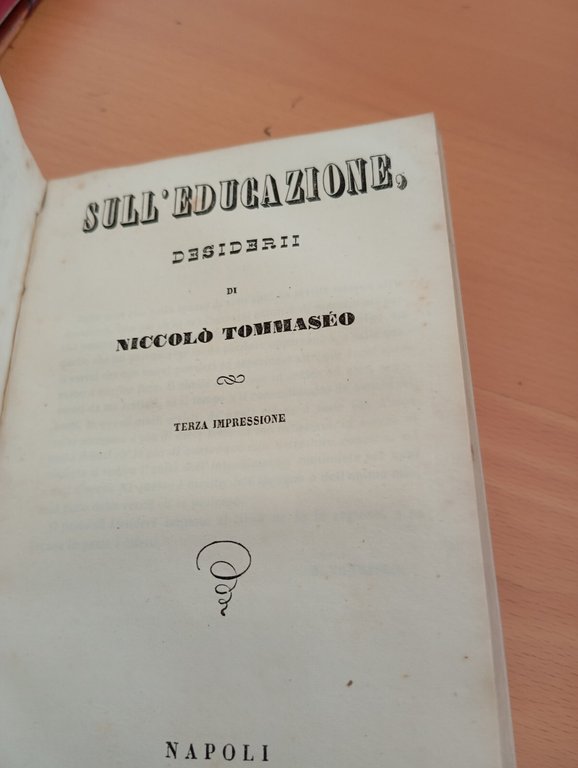 SULL'EDUCAZIONE,
DESIDERII
DI
NICCOLÒ TOMMASÉO
TERZA IMPRESSIONE
NAPOLI